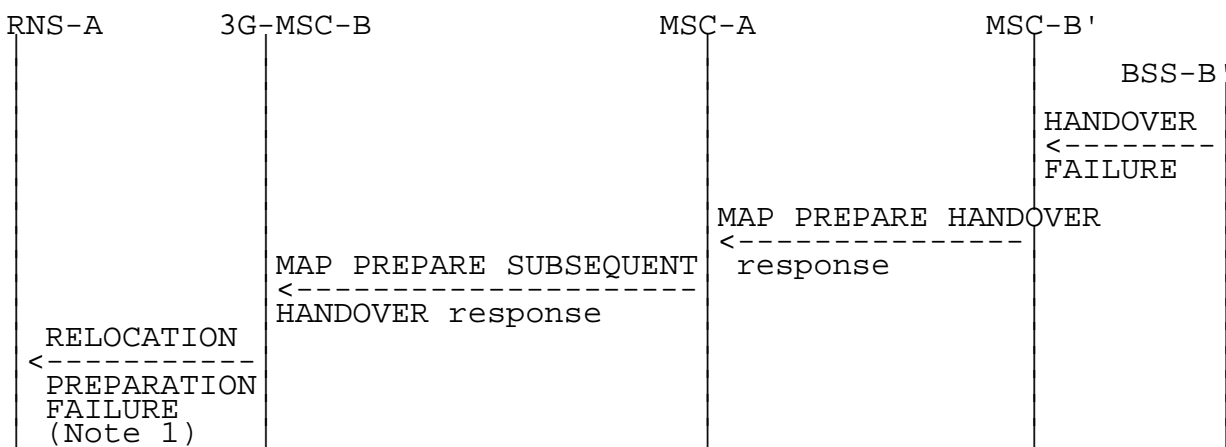 RNS-A 3G-MSC-B MSC-A MSC-B'
BSS-B'
HANDOVER
FAILURE
MAP PREPARE HANDOVER
response
MAP PREPARE SUBSEQUENT
HANDOVER response
RELOCATION
PREPARATION
FAILURE
(Note 1)